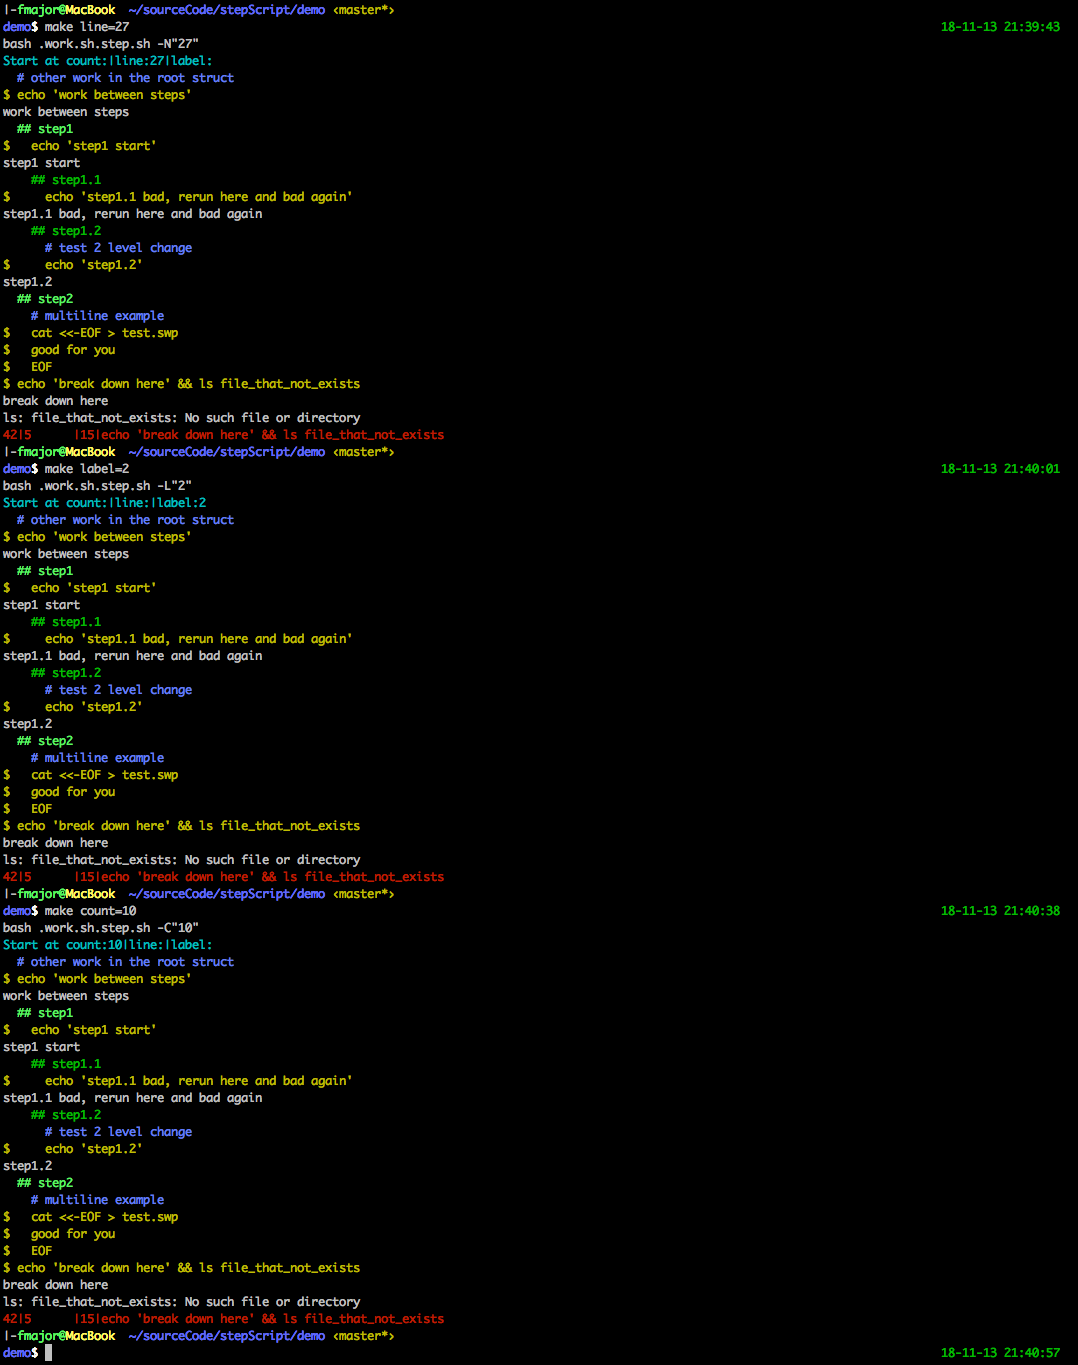 |-fmajor@MacBook  ~/sourceCode/stepScript/demo ‹master*›
demo$ make line=27 18-11-13 21:39:43
bash .work.sh.step.sh -N"27"
Start at count:|line:27|label:
  # other work in the root struct
$ echo 'work between steps'
work between steps
  ## step1
$   echo 'step1 start'
step1 start
    ## step1.1
$     echo 'step1.1 bad, rerun here and bad again'
step1.1 bad, rerun here and bad again
    ## step1.2
      # test 2 level change
$     echo 'step1.2'
step1.2
  ## step2
    # multiline example
$   cat <<-EOF > test.swp
$   good for you
$   EOF
$ echo 'break down here' && ls file_that_not_exists
break down here
ls: file_that_not_exists: No such file or directory
42|5      |15|echo 'break down here' && ls file_that_not_exists
|-fmajor@MacBook  ~/sourceCode/stepScript/demo ‹master*›
demo$ make label=2 18-11-13 21:40:01
bash .work.sh.step.sh -L"2"
Start at count:|line:|label:2
  # other work in the root struct
$ echo 'work between steps'
work between steps
  ## step1
$   echo 'step1 start'
step1 start
    ## step1.1
$     echo 'step1.1 bad, rerun here and bad again'
step1.1 bad, rerun here and bad again
    ## step1.2
      # test 2 level change
$     echo 'step1.2'
step1.2
  ## step2
    # multiline example
$   cat <<-EOF > test.swp
$   good for you
$   EOF
$ echo 'break down here' && ls file_that_not_exists
break down here
ls: file_that_not_exists: No such file or directory
42|5      |15|echo 'break down here' && ls file_that_not_exists
|-fmajor@MacBook  ~/sourceCode/stepScript/demo ‹master*›
demo$ make count=10 18-11-13 21:40:38
bash .work.sh.step.sh -C"10"
Start at count:10|line:|label:
  # other work in the root struct
$ echo 'work between steps'
work between steps
  ## step1
$   echo 'step1 start'
step1 start
    ## step1.1
$     echo 'step1.1 bad, rerun here and bad again'
step1.1 bad, rerun here and bad again
    ## step1.2
      # test 2 level change
$     echo 'step1.2'
step1.2
  ## step2
    # multiline example
$   cat <<-EOF > test.swp
$   good for you
$   EOF
$ echo 'break down here' && ls file_that_not_exists
break down here
ls: file_that_not_exists: No such file or directory
42|5      |15|echo 'break down here' && ls file_that_not_exists
|-fmajor@MacBook  ~/sourceCode/stepScript/demo ‹master*›
demo$ 18-11-13 21:40:57